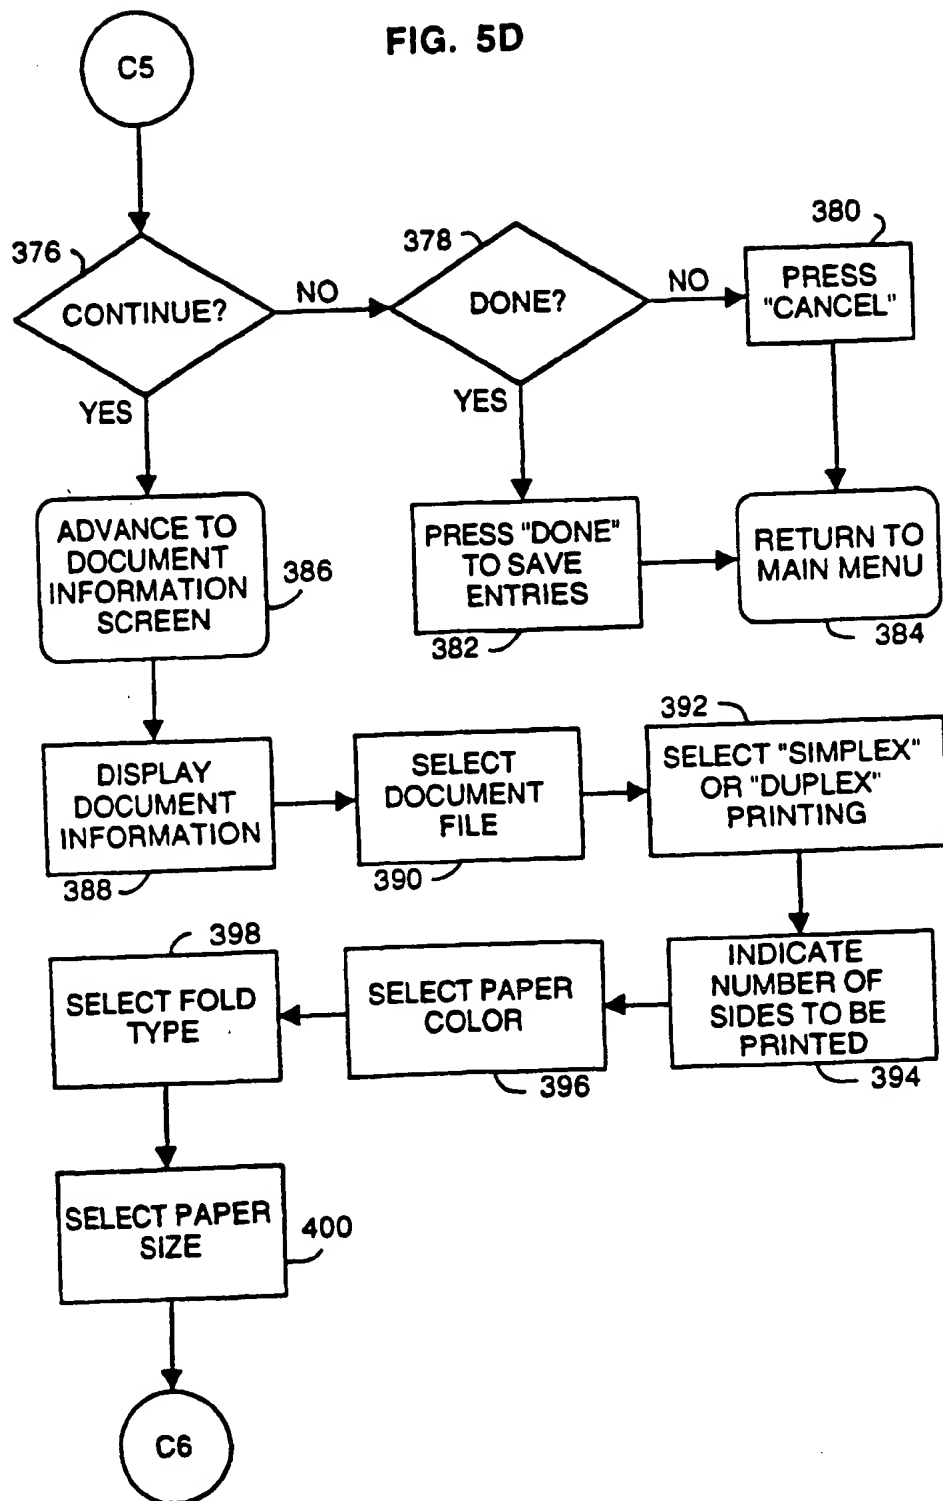 FIG. 5D
C5
376
CONTINUE?
NO
378
DONE?
NO
380
PRESS
"CANCEL"
YES
YES
ADVANCE TO
DOCUMENT
INFORMATION
SCREEN
386
PRESS "DONE"
TO SAVE
ENTRIES
382
RETURN TO
MAIN MENU
384
DISPLAY
DOCUMENT
INFORMATION
388
SELECT
DOCUMENT
FILE
390
392
SELECT "SIMPLEX"
OR "DUPLEX"
PRINTING
INDICATE
NUMBER OF
SIDES TO BE
PRINTED
394
SELECT PAPER
COLOR
396
398
SELECT FOLD
TYPE
SELECT PAPER
SIZE
400
C6